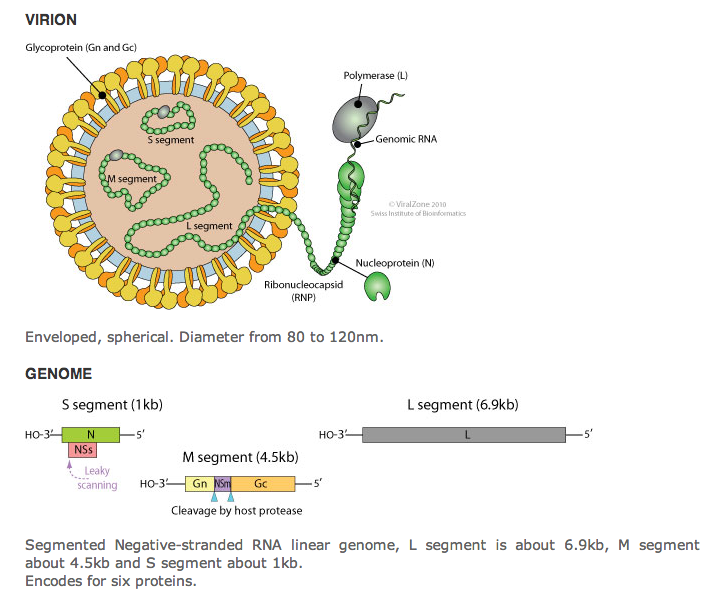 VIRION
Glycoprotein (Gn and Gc)
Polymerase (L)
S segment
Genomic RNA
M segment
© ViralZone 2010
Swiss Institute of Bioinformatics
L segment
Nucleoprotein (N)
Ribonucleocapsid
(RNP)
Enveloped, spherical. Diameter from 80 to 120nm.
GENOME
S segment (1kb)
L segment (6.9kb)
HO-3′ N 5′
HO-3′ L 5′
NSs
M segment (4.5kb)
Leaky
scanning
HO-3′ Gn NSm Gc 5′
Cleavage by host protease
Segmented Negative-stranded RNA linear genome, L segment is about 6.9kb, M segment
about 4.5kb and S segment about 1kb.
Encodes for six proteins.